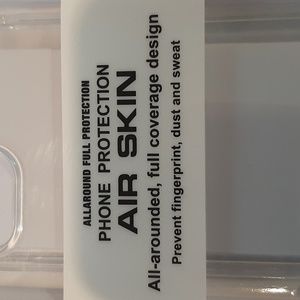 ALLAROUND FULL PROTECTION
PHONE PROTECTION
AIR SKIN
All-arounded, full coverage design
Prevent fingerprint, dust and sweat